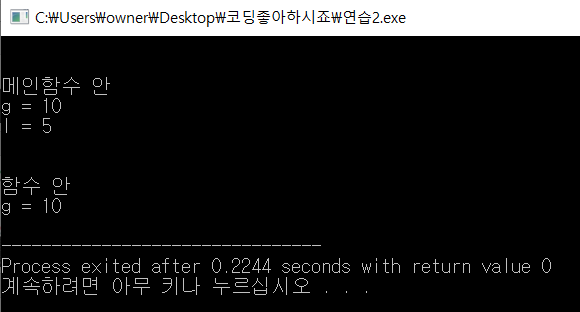 C:₩Users₩owner₩Desktop₩코딩좋아하시죠₩연습2.exe
메인함수 안
g = 10
l = 5
함수 안
g = 10
--------------------------------
Process exited after 0.2244 seconds with return value 0
계속하려면 아무 키나 누르십시오 . . .